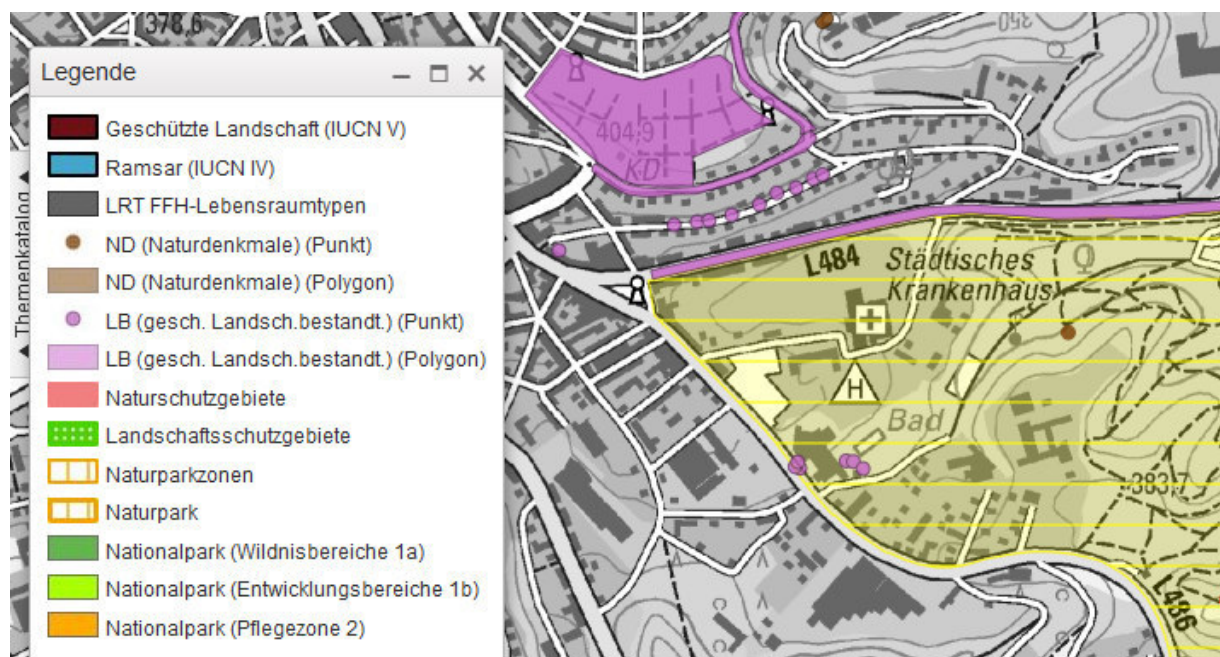 378,6
350
Legende
Geschützte Landschaft (IUCN V)
Ramsar (IUCN IV)
LRT FFH-Lebensraumtypen
ND (Naturdenkmale) (Punkt)
ND (Naturdenkmale) (Polygon)
LB (gesch. Landsch.bestandt.) (Punkt)
LB (gesch. Landsch.bestandt.) (Polygon)
Naturschutzgebiete
Landschaftsschutzgebiete
Naturparkzonen
Naturpark
Nationalpark (Wildnisbereiche 1a)
Nationalpark (Entwicklungsbereiche 1b)
Nationalpark (Pflegezone 2)
Themenkatalog
404,9
KD
L484
Städtisches
Krankenhaus
H
Bad
383,7
L486